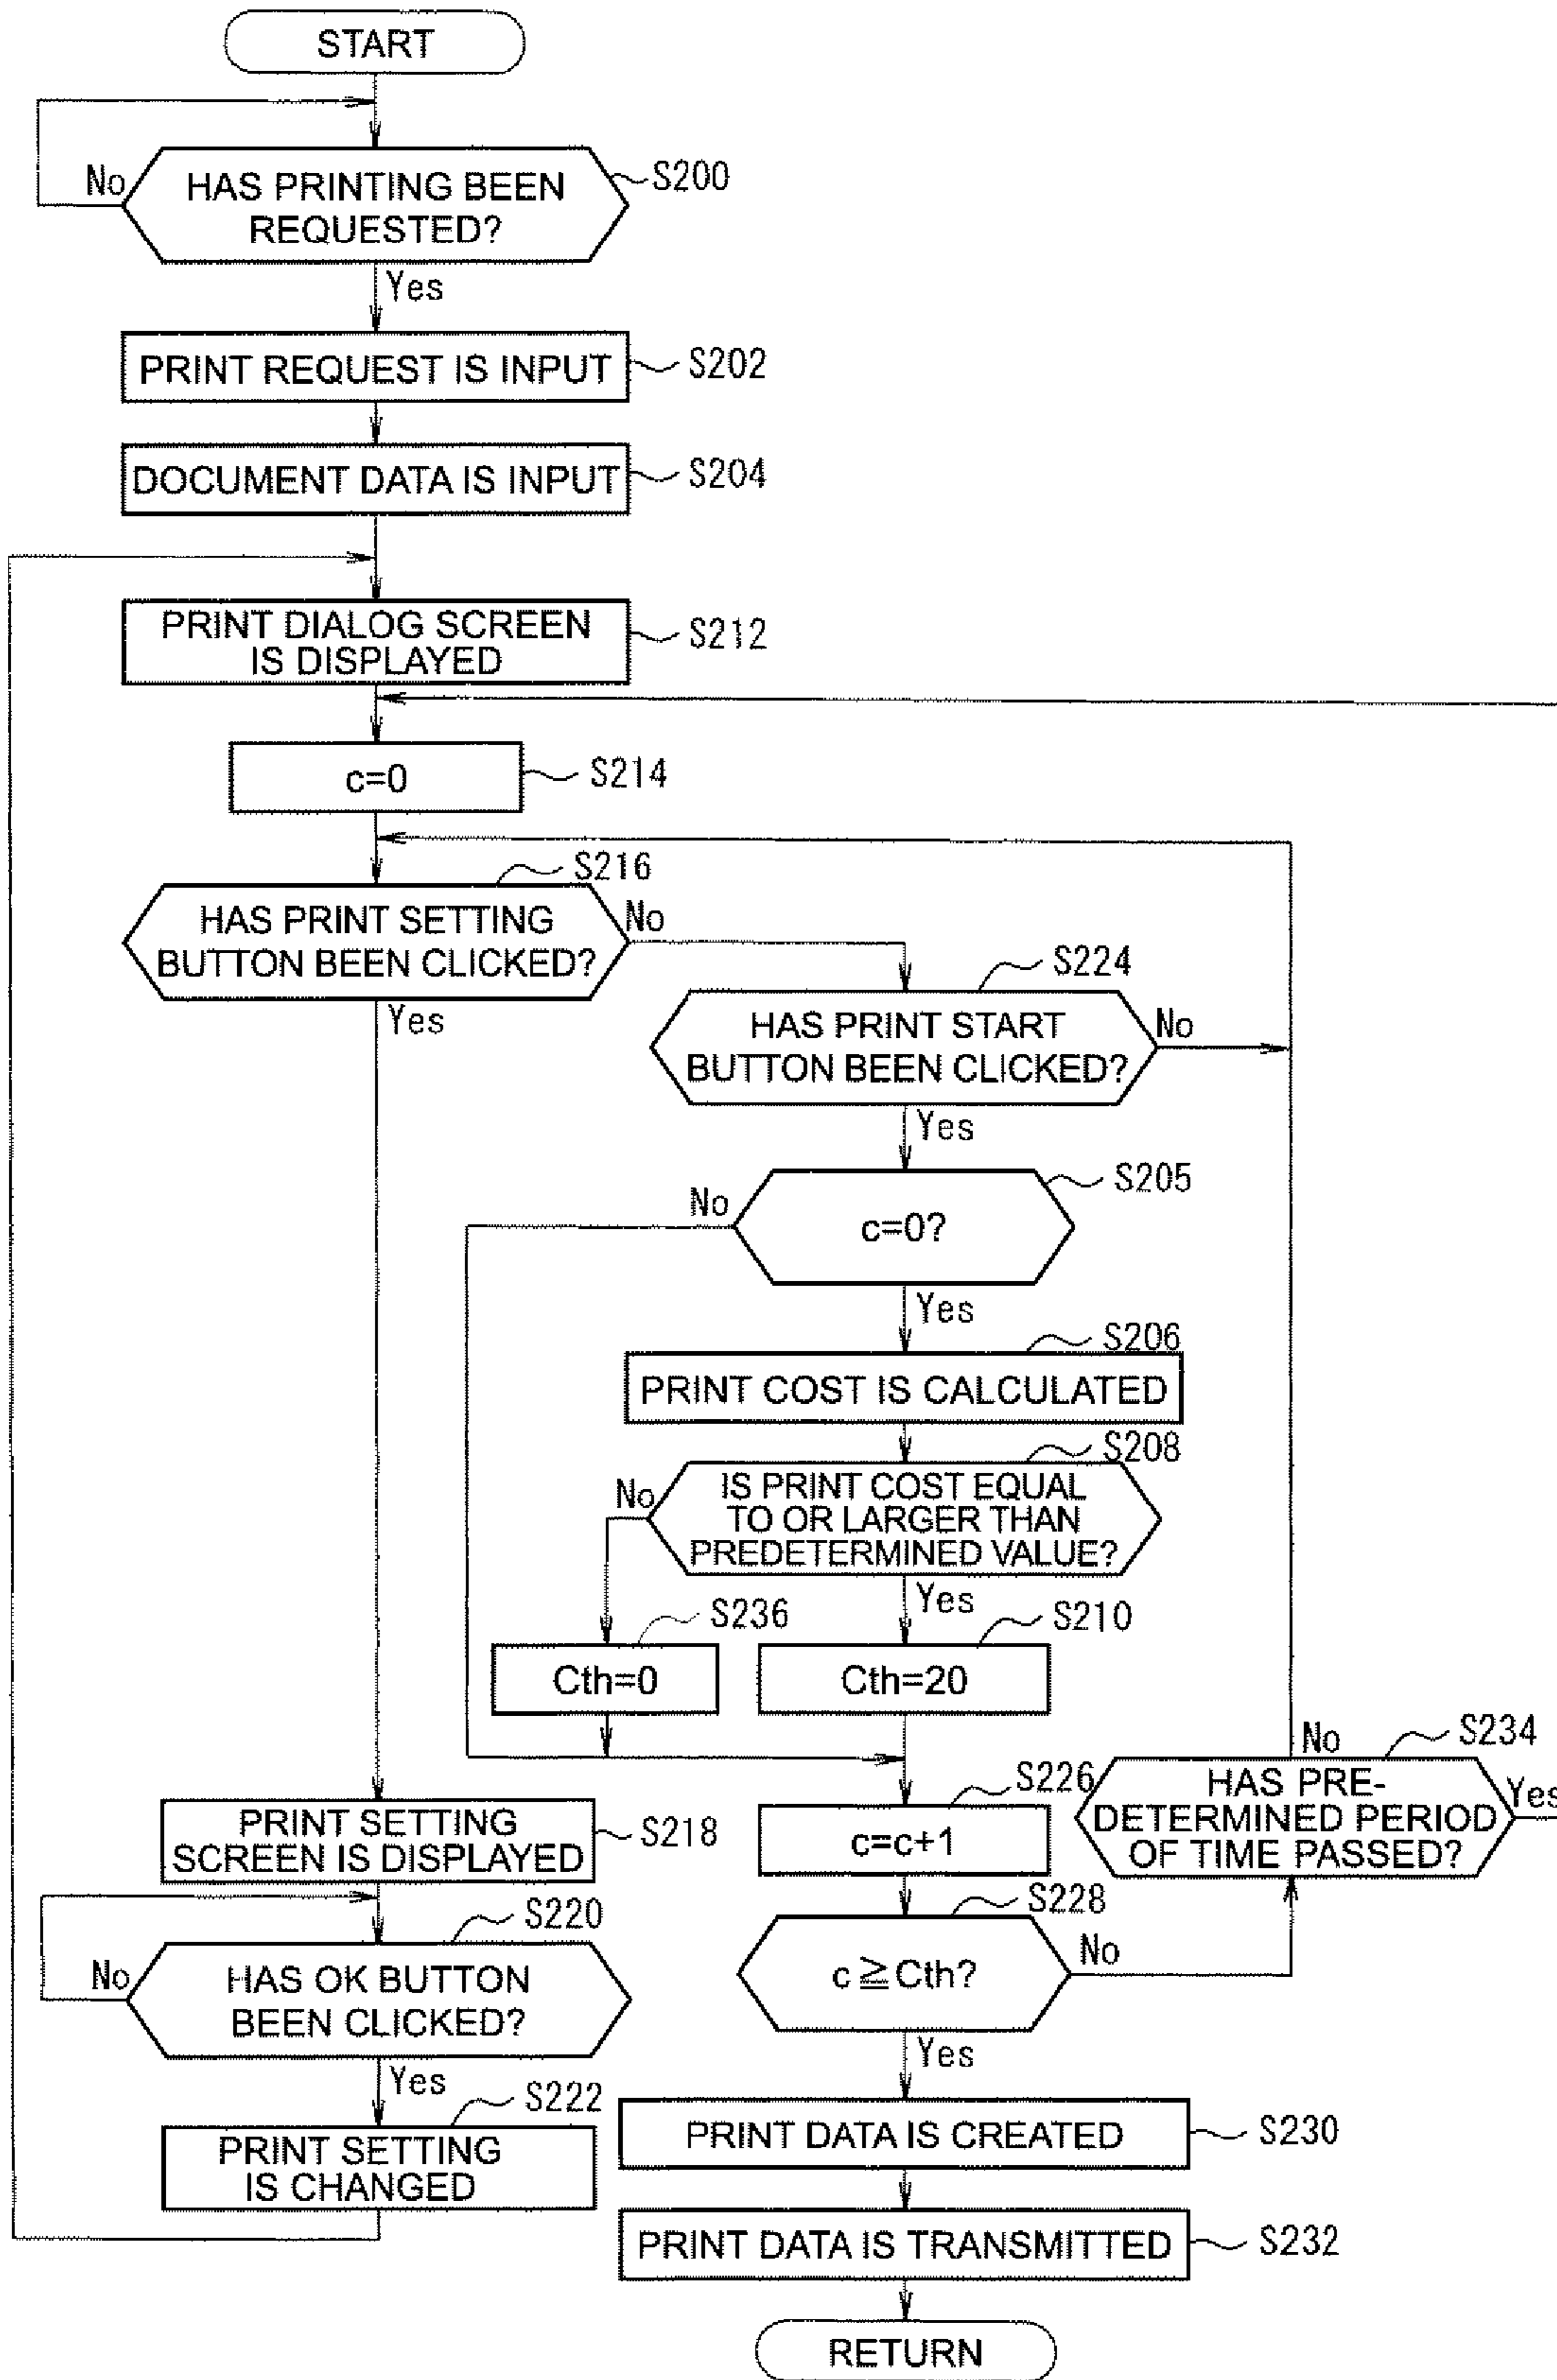 START
No
HAS PRINTING BEEN
REQUESTED?
S200
Yes
PRINT REQUEST IS INPUT
S202
DOCUMENT DATA IS INPUT
S204
PRINT DIALOG SCREEN
IS DISPLAYED
S212
c=0
S214
S216
HAS PRINT SETTING
BUTTON BEEN CLICKED?
No
Yes
S224
HAS PRINT START
BUTTON BEEN CLICKED?
No
Yes
S205
No
c=0?
Yes
S206
PRINT COST IS CALCULATED
S208
No
IS PRINT COST EQUAL
TO OR LARGER THAN
PREDETERMINED VALUE?
Yes
S236
Cth=0
S210
Cth=20
S234
No
HAS PRE-
DETERMINED PERIOD
OF TIME PASSED?
Yes
S226
c=c+1
S228
c≧Cth?
No
Yes
PRINT SETTING
SCREEN IS DISPLAYED
S218
S220
No
HAS OK BUTTON
BEEN CLICKED?
Yes
S222
PRINT SETTING
IS CHANGED
PRINT DATA IS CREATED
S230
PRINT DATA IS TRANSMITTED
S232
RETURN